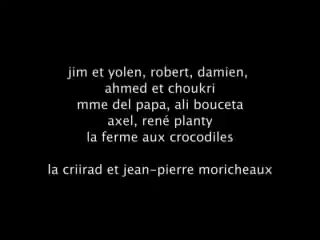 jim et yolen, robert, damien,
ahmed et choukri
mme del papa, ali bouceta
axel, rené planty
la ferme aux crocodiles
la criirad et jean-pierre moricheaux